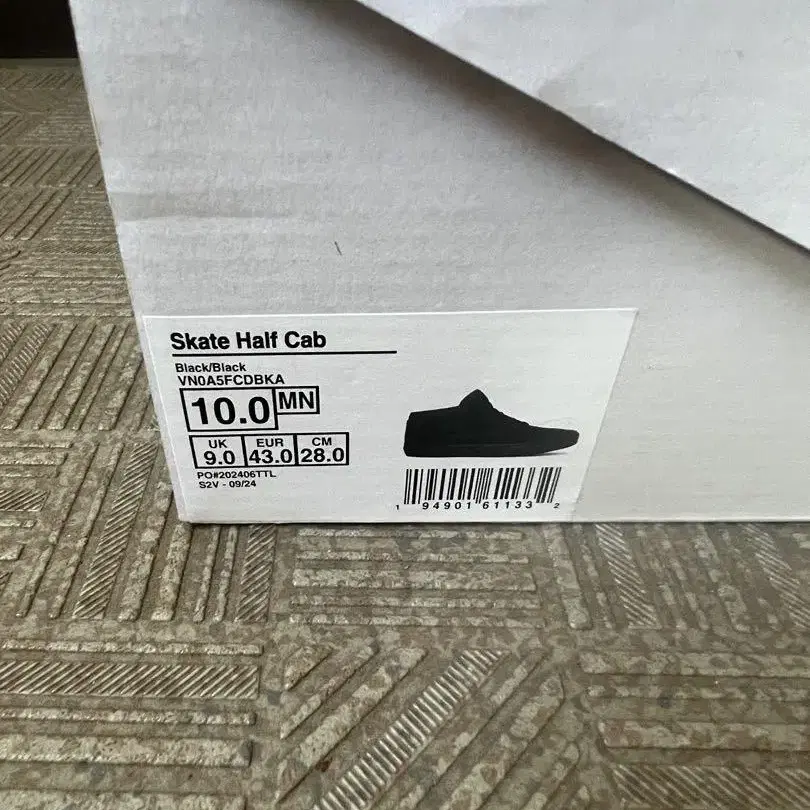 Skate Half Cab
Black/Black
VN0A5FCDBKA
10.0 MN
UK EUR CM
9.0 43.0 28.0
PO#202406TTL
S2V - 09/24
1 94901 61133 2